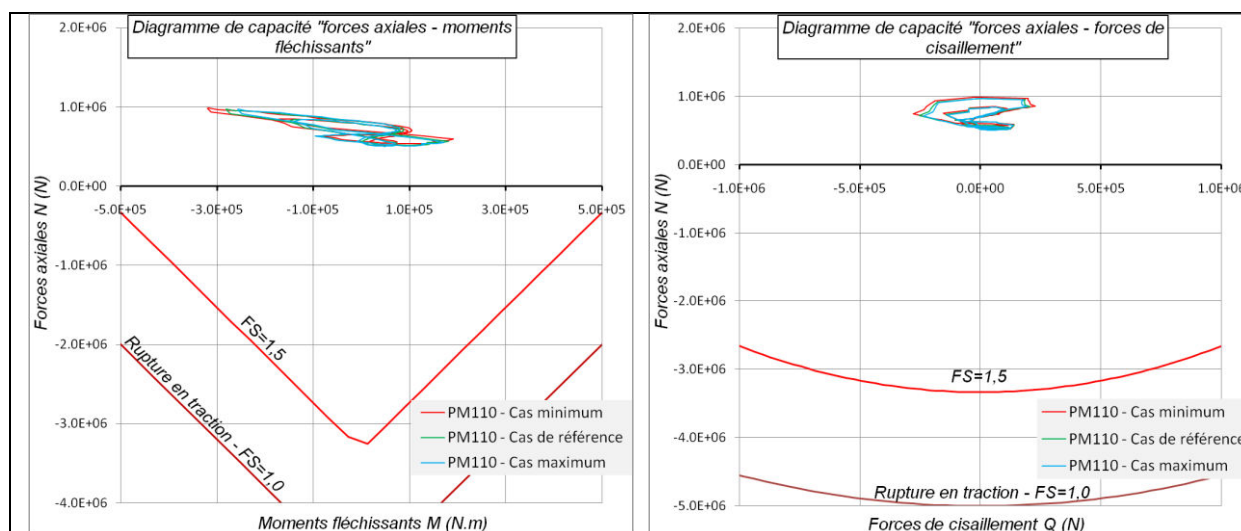 Diagramme de capacité "forces axiales - moments
fléchissants"
2.0E+06
1.0E+06
0.0E+00
-5.0E+05
-3.0E+05
-1.0E+05
1.0E+05
3.0E+05
5.0E+05
-1.0E+06
-2.0E+06
-3.0E+06
-4.0E+06
Forces axiales N (N)
FS=1,5
Rupture en traction - FS=1,0
PM110 - Cas minimum
PM110 - Cas de référence
PM110 - Cas maximum
Moments fléchissants M (N.m)
Diagramme de capacité "forces axiales - forces de
cisaillement"
2.0E+06
1.0E+06
0.0E+00
-1.0E+06
-5.0E+05
0.0E+00
5.0E+05
1.0E+06
-1.0E+06
-2.0E+06
-3.0E+06
-4.0E+06
-5.0E+06
Forces axiales N (N)
FS=1,5
PM110 - Cas minimum
PM110 - Cas de référence
PM110 - Cas maximum
Rupture en traction - FS=1,0
Forces de cisaillement Q (N)